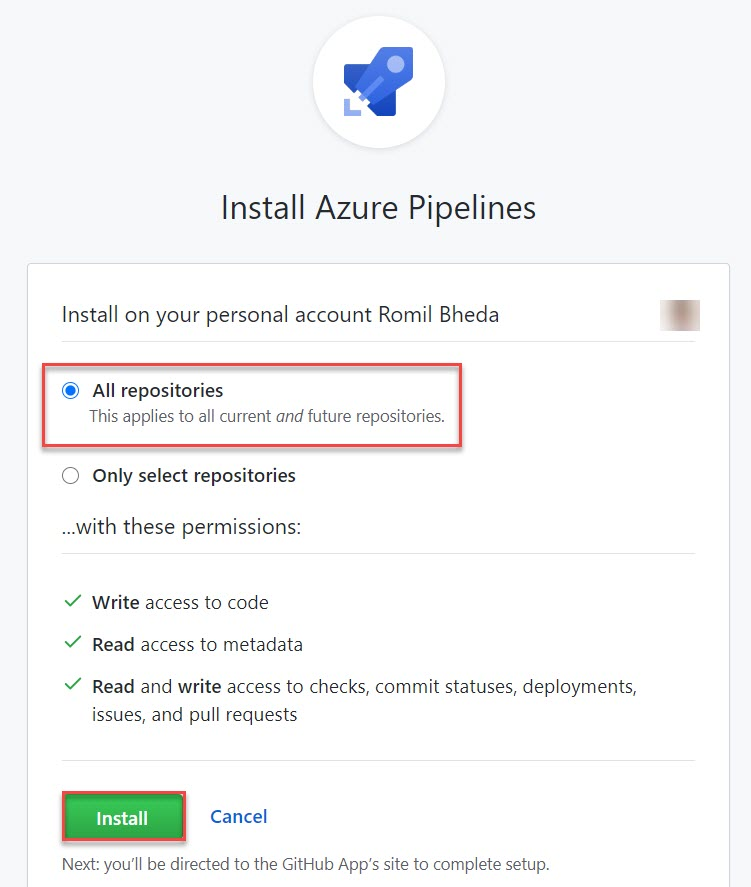 Install Azure Pipelines
Install on your personal account Romil Bheda
All repositories
This applies to all current and future repositories.
Only select repositories
...with these permissions:
Write access to code
Read access to metadata
Read and write access to checks, commit statuses, deployments,
issues, and pull requests
Install Cancel
Next: you'll be directed to the GitHub App's site to complete setup.